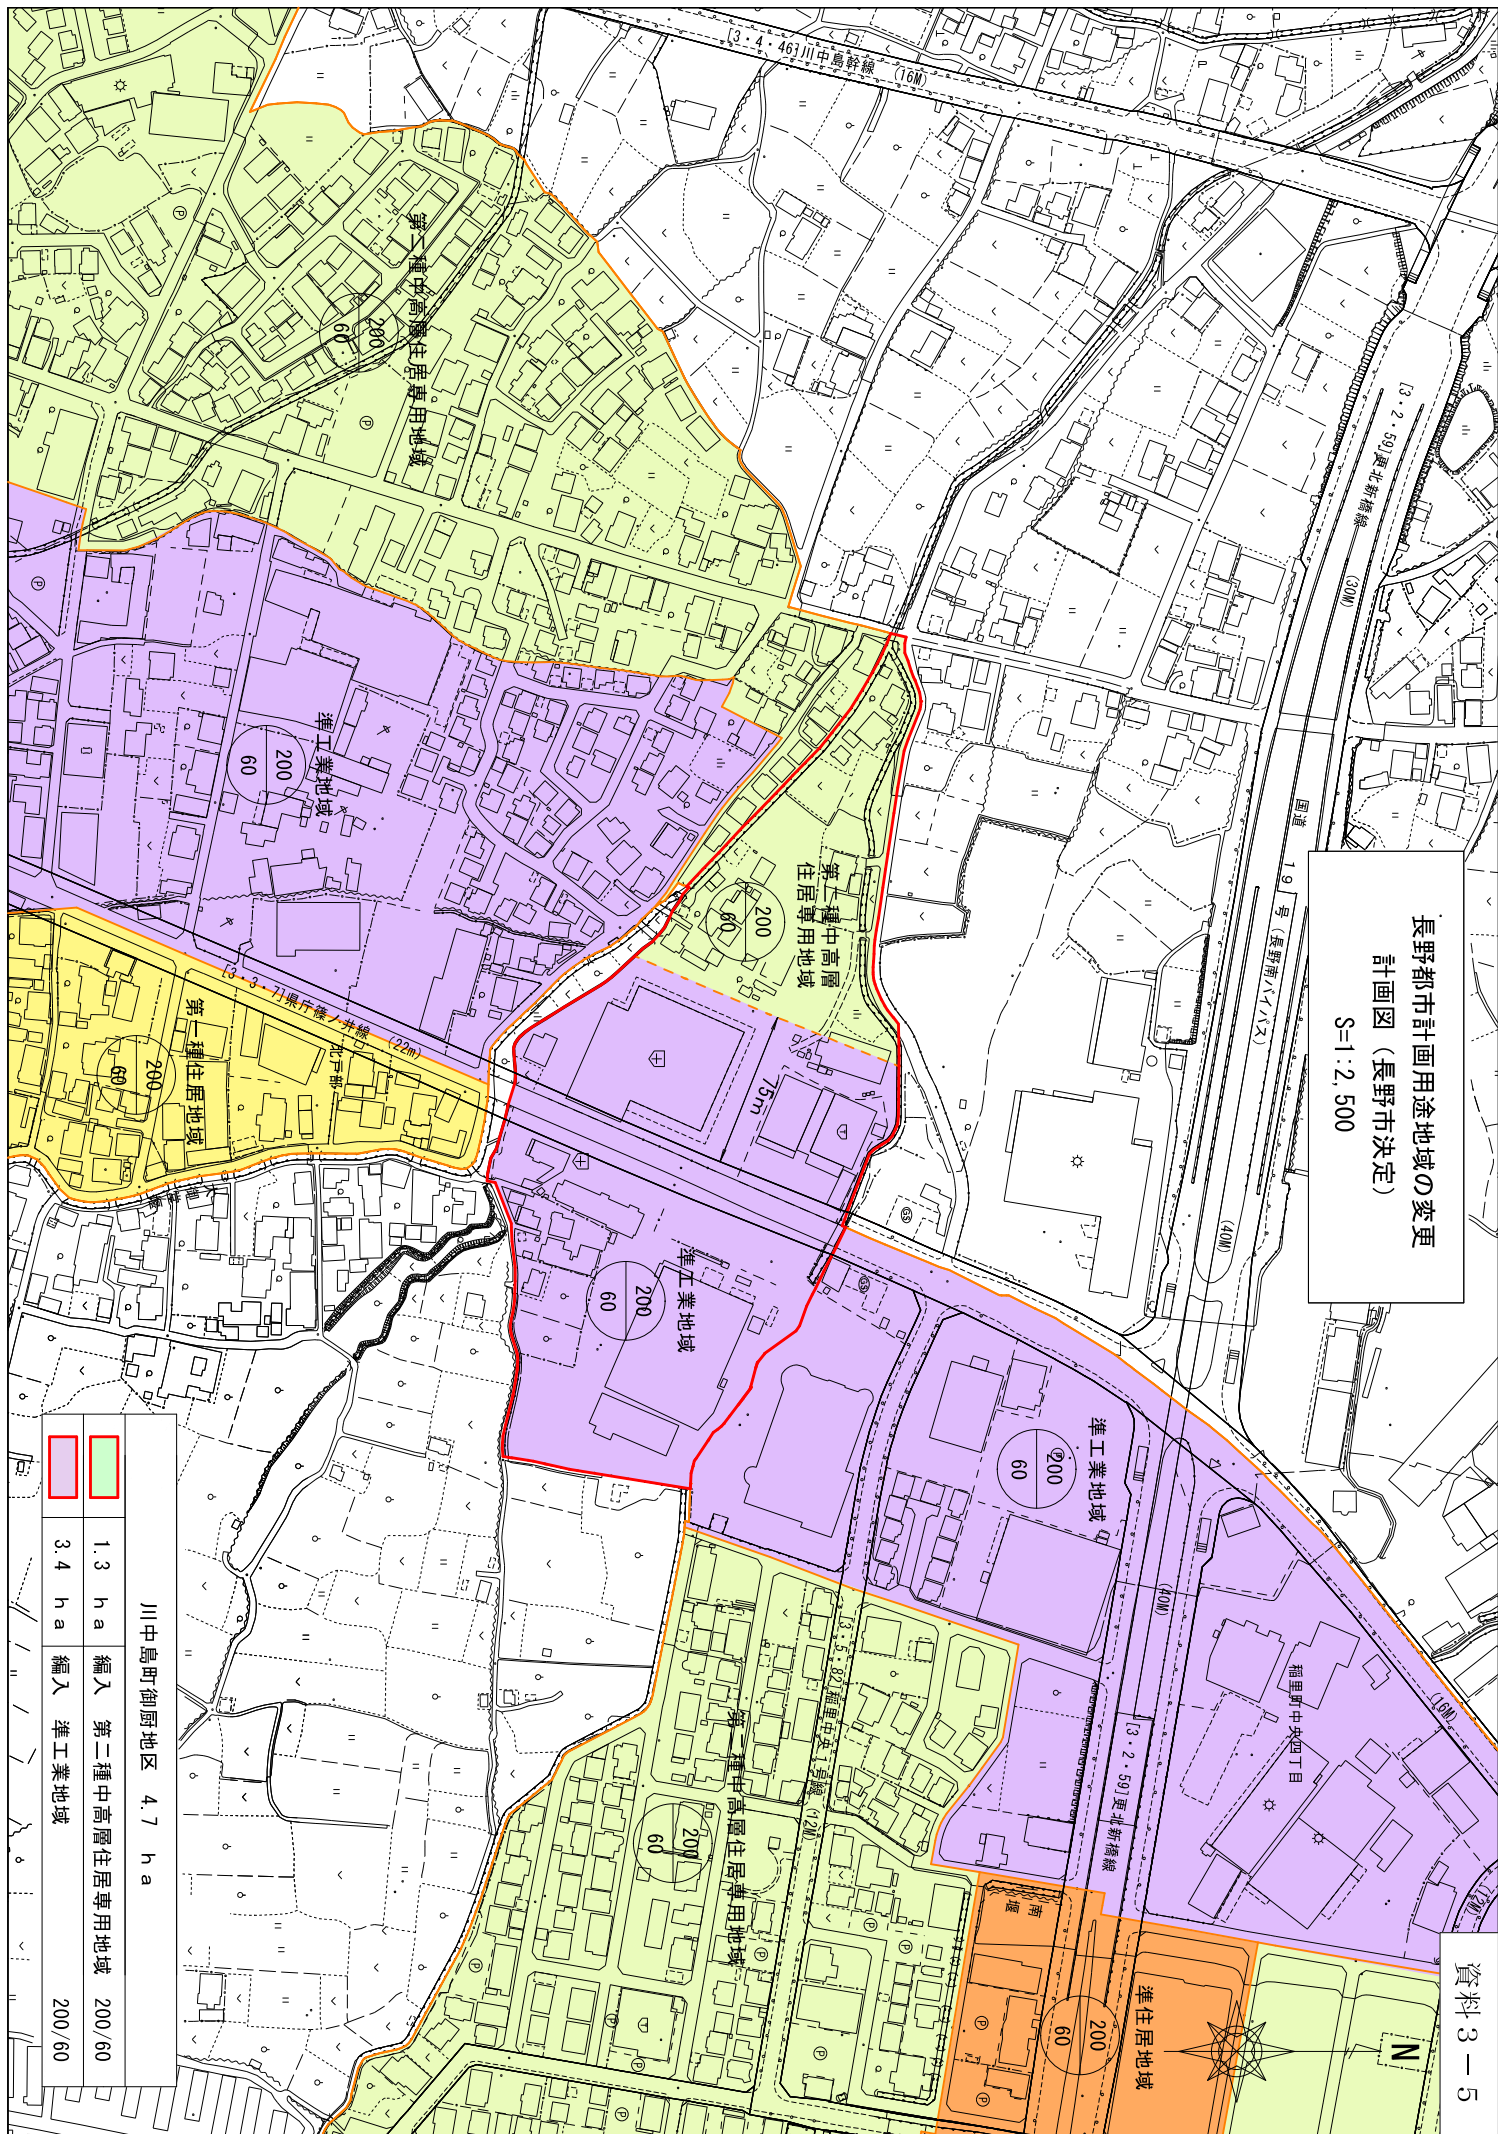 資料３－５
長野都市計画用途地域の変更
計画図（長野市決定）
S=1:2,500
N
[3・4・46]川中島幹線 (16M)
[3・2・59]更北新橋線 (30M)
国道 19 号 (長野南バイパス)
(40M)
第二種中高層住居専用地域
200
60
準工業地域
200
60
第二種中高層
住居専用地域
200
60
75m
[3・3・7]県庁篠ノ井線 (22m)
第一種住居地域
200
60
北戸部
準工業地域
200
60
準工業地域
200
60
(40M)
稲里町中央四丁目
(16M)
(12M)
[3・2・59]更北新橋線
[3・5・82]稲里中央1号線 (12M)
第二種中高層住居専用地域
200
60
南堰
準住居地域
200
60
川中島町御厨地区 4.7 ha
1.3 ha 編入 第二種中高層住居専用地域 200/60
3.4 ha 編入 準工業地域 200/60